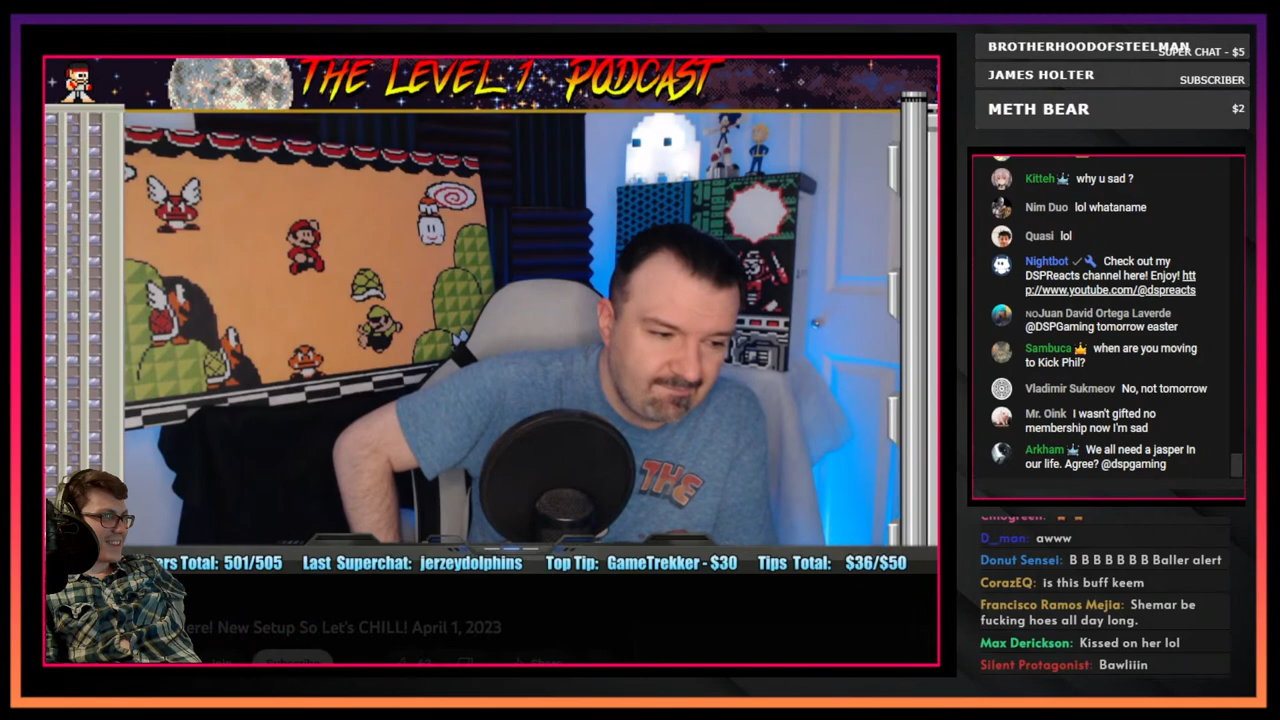 THE LEVEL 1 PODCAST
BROTHERHOODOFSTEELMAN
SUPER CHAT - $5
JAMES HOLTER
SUBSCRIBER
METH BEAR
$2
Kitteh why u sad ?
Nim Duo lol whataname
Quasi lol
Nightbot Check out my
DSPReacts channel here! Enjoy! htt
p://www.youtube.com/@dspreacts
NOJuan David Ortega Laverde
@DSPGaming tomorrow easter
Sambuca when are you moving
to Kick Phil?
Vladimir Sukmeov No, not tomorrow
Mr. Oink I wasn't gifted no
membership now I'm sad
Arkham We all need a jasper In
our life. Agree? @dspgaming
THE
ers Total: 501/505 Last Superchat: jerzeydolphins Top Tip: GameTrekker - $30 Tips Total: $36/$50
ere! New Setup So Let's CHILL! April 1, 2023
Join Subscribe Share
D_man: awww
Donut Sensei: B B B B B B B Baller alert
CorazEQ: is this buff keem
Francisco Ramos Mejia: Shemar be
fucking hoes all day long.
Max Derickson: Kissed on her lol
Silent Protagonist: Bawliiin